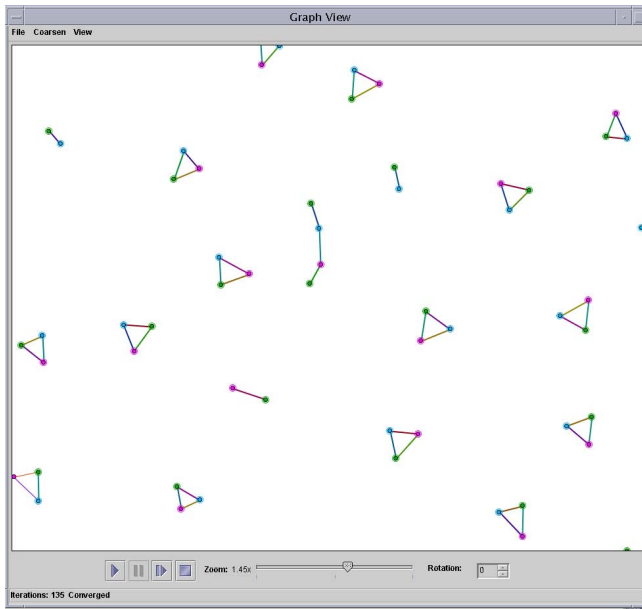 Graph View
File Coarsen View
Zoom: 1.45x Rotation: 0
Iterations: 135 Converged